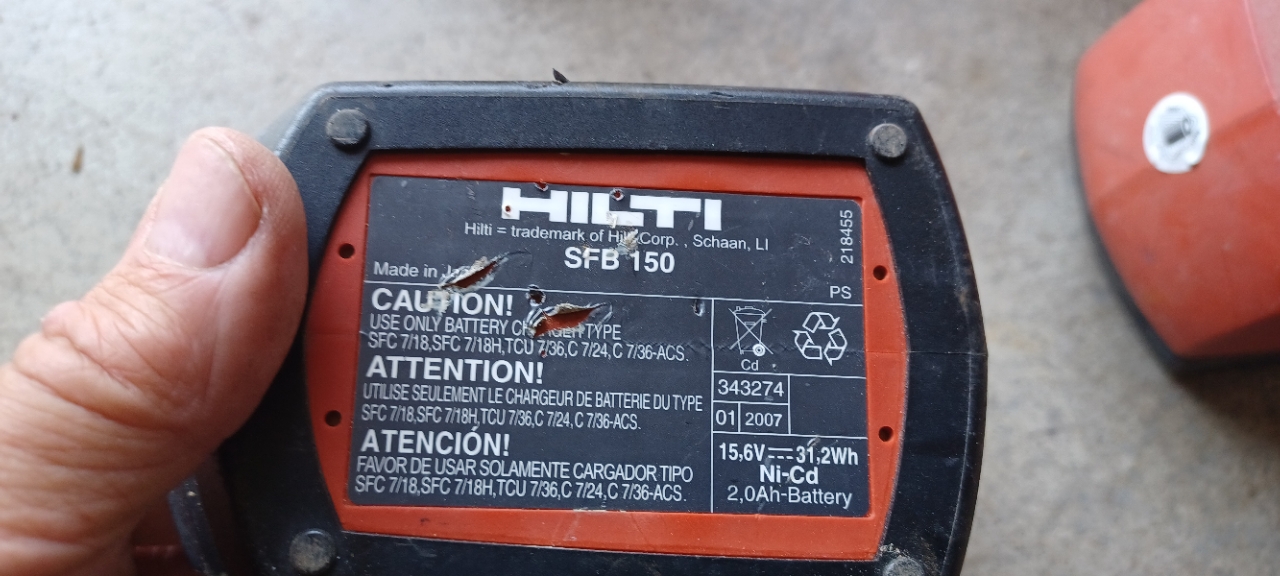 HILTI
Hilti = trademark of Hilti Corp. , Schaan, LI
SFB 150
218455
Made in
PS
CAUTION!
USE ONLY BATTERY CHARGER TYPE
SFC 7/18,SFC 7/18H,TCU 7/36,C 7/24,C 7/36-ACS.
ATTENTION!
UTILISE SEULEMENT LE CHARGEUR DE BATTERIE DU TYPE
SFC 7/18,SFC 7/18H,TCU 7/36,C 7/24,C 7/36-ACS.
ATENCIÓN!
FAVOR DE USAR SOLAMENTE CARGADOR TIPO
SFC 7/18,SFC 7/18H,TCU 7/36,C 7/24,C 7/36-ACS.
Cd
343274
01 2007
15,6V 31,2Wh
Ni-Cd
2,0Ah-Battery